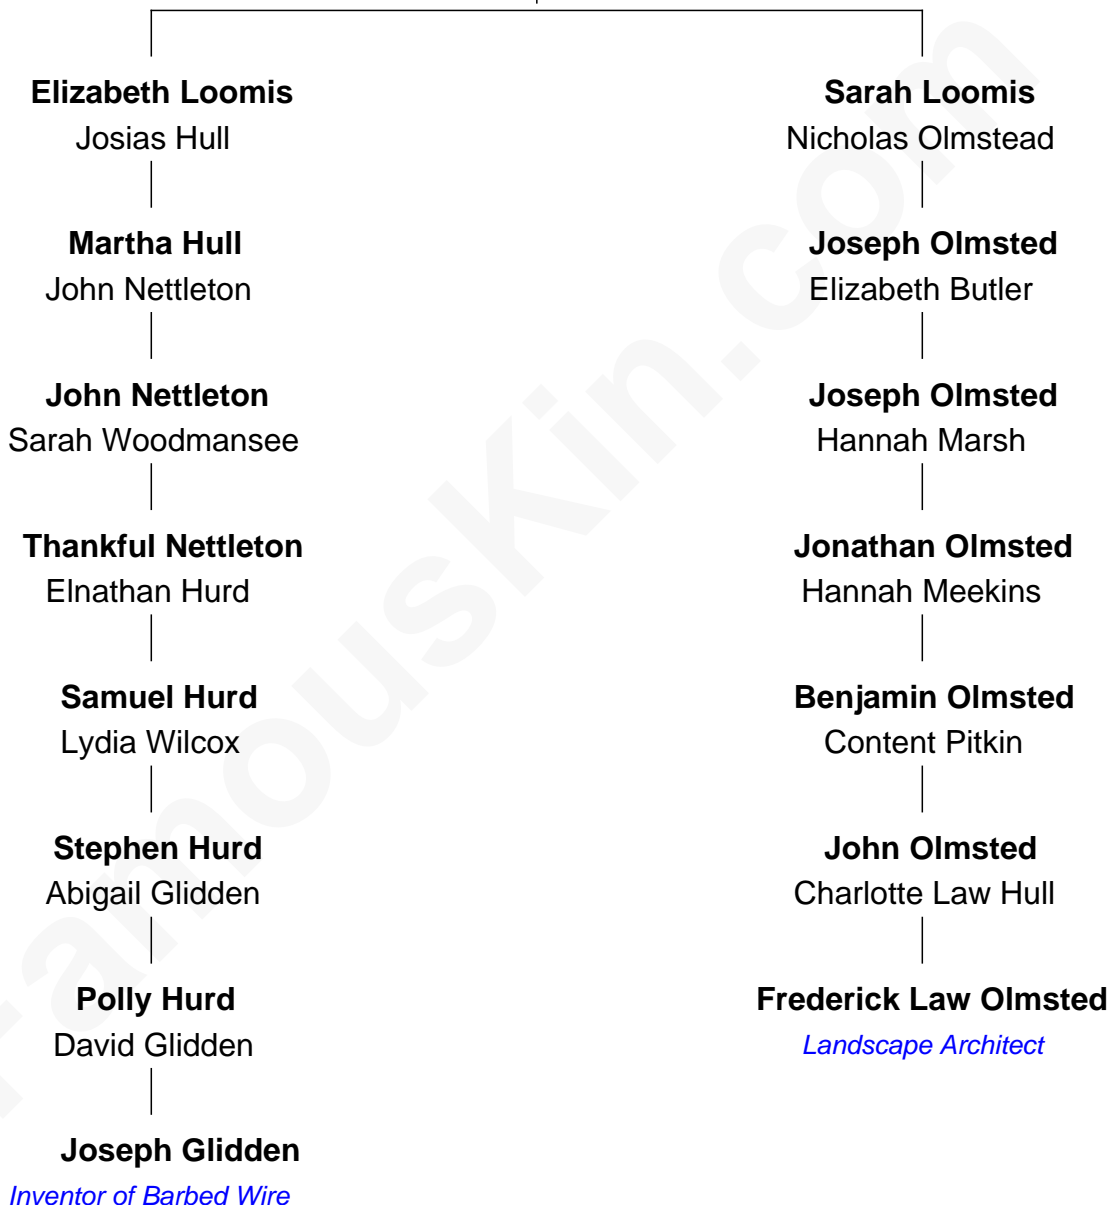 Elizabeth Loomis
Josias Hull
Martha Hull
John Nettleton
John Nettleton
Sarah Woodmansee
Thankful Nettleton
Elnathan Hurd
Samuel Hurd
Lydia Wilcox
Stephen Hurd
Abigail Glidden
Polly Hurd
David Glidden
Joseph Glidden
Inventor of Barbed Wire
Sarah Loomis
Nicholas Olmstead
Joseph Olmsted
Elizabeth Butler
Joseph Olmsted
Hannah Marsh
Jonathan Olmsted
Hannah Meekins
Benjamin Olmsted
Content Pitkin
John Olmsted
Charlotte Law Hull
Frederick Law Olmsted
Landscape Architect
FamousKin.com